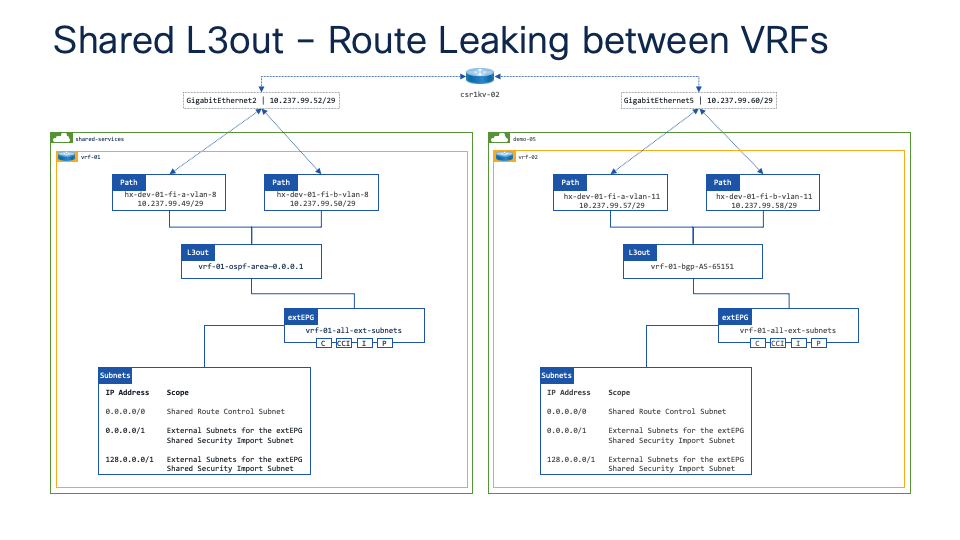 Shared L3out – Route Leaking between VRFs
csr1kv-02
GigabitEthernet2 | 10.237.99.52/29
GigabitEthernet5 | 10.237.99.60/29
shared-services
vrf-01
Path
hx-dev-01-fi-a-vlan-8
10.237.99.49/29
Path
hx-dev-01-fi-b-vlan-8
10.237.99.50/29
L3out
vrf-01-ospf-area-0.0.0.1
extEPG
vrf-01-all-ext-subnets
C CCI I P
Subnets
IP Address Scope
0.0.0.0/0 Shared Route Control Subnet
0.0.0.0/1 External Subnets for the extEPG
Shared Security Import Subnet
128.0.0.0/1 External Subnets for the extEPG
Shared Security Import Subnet
demo-05
vrf-02
Path
hx-dev-01-fi-a-vlan-11
10.237.99.57/29
Path
hx-dev-01-fi-b-vlan-11
10.237.99.58/29
L3out
vrf-01-bgp-AS-65151
extEPG
vrf-01-all-ext-subnets
C CCI I P
Subnets
IP Address Scope
0.0.0.0/0 Shared Route Control Subnet
0.0.0.0/1 External Subnets for the extEPG
Shared Security Import Subnet
128.0.0.0/1 External Subnets for the extEPG
Shared Security Import Subnet